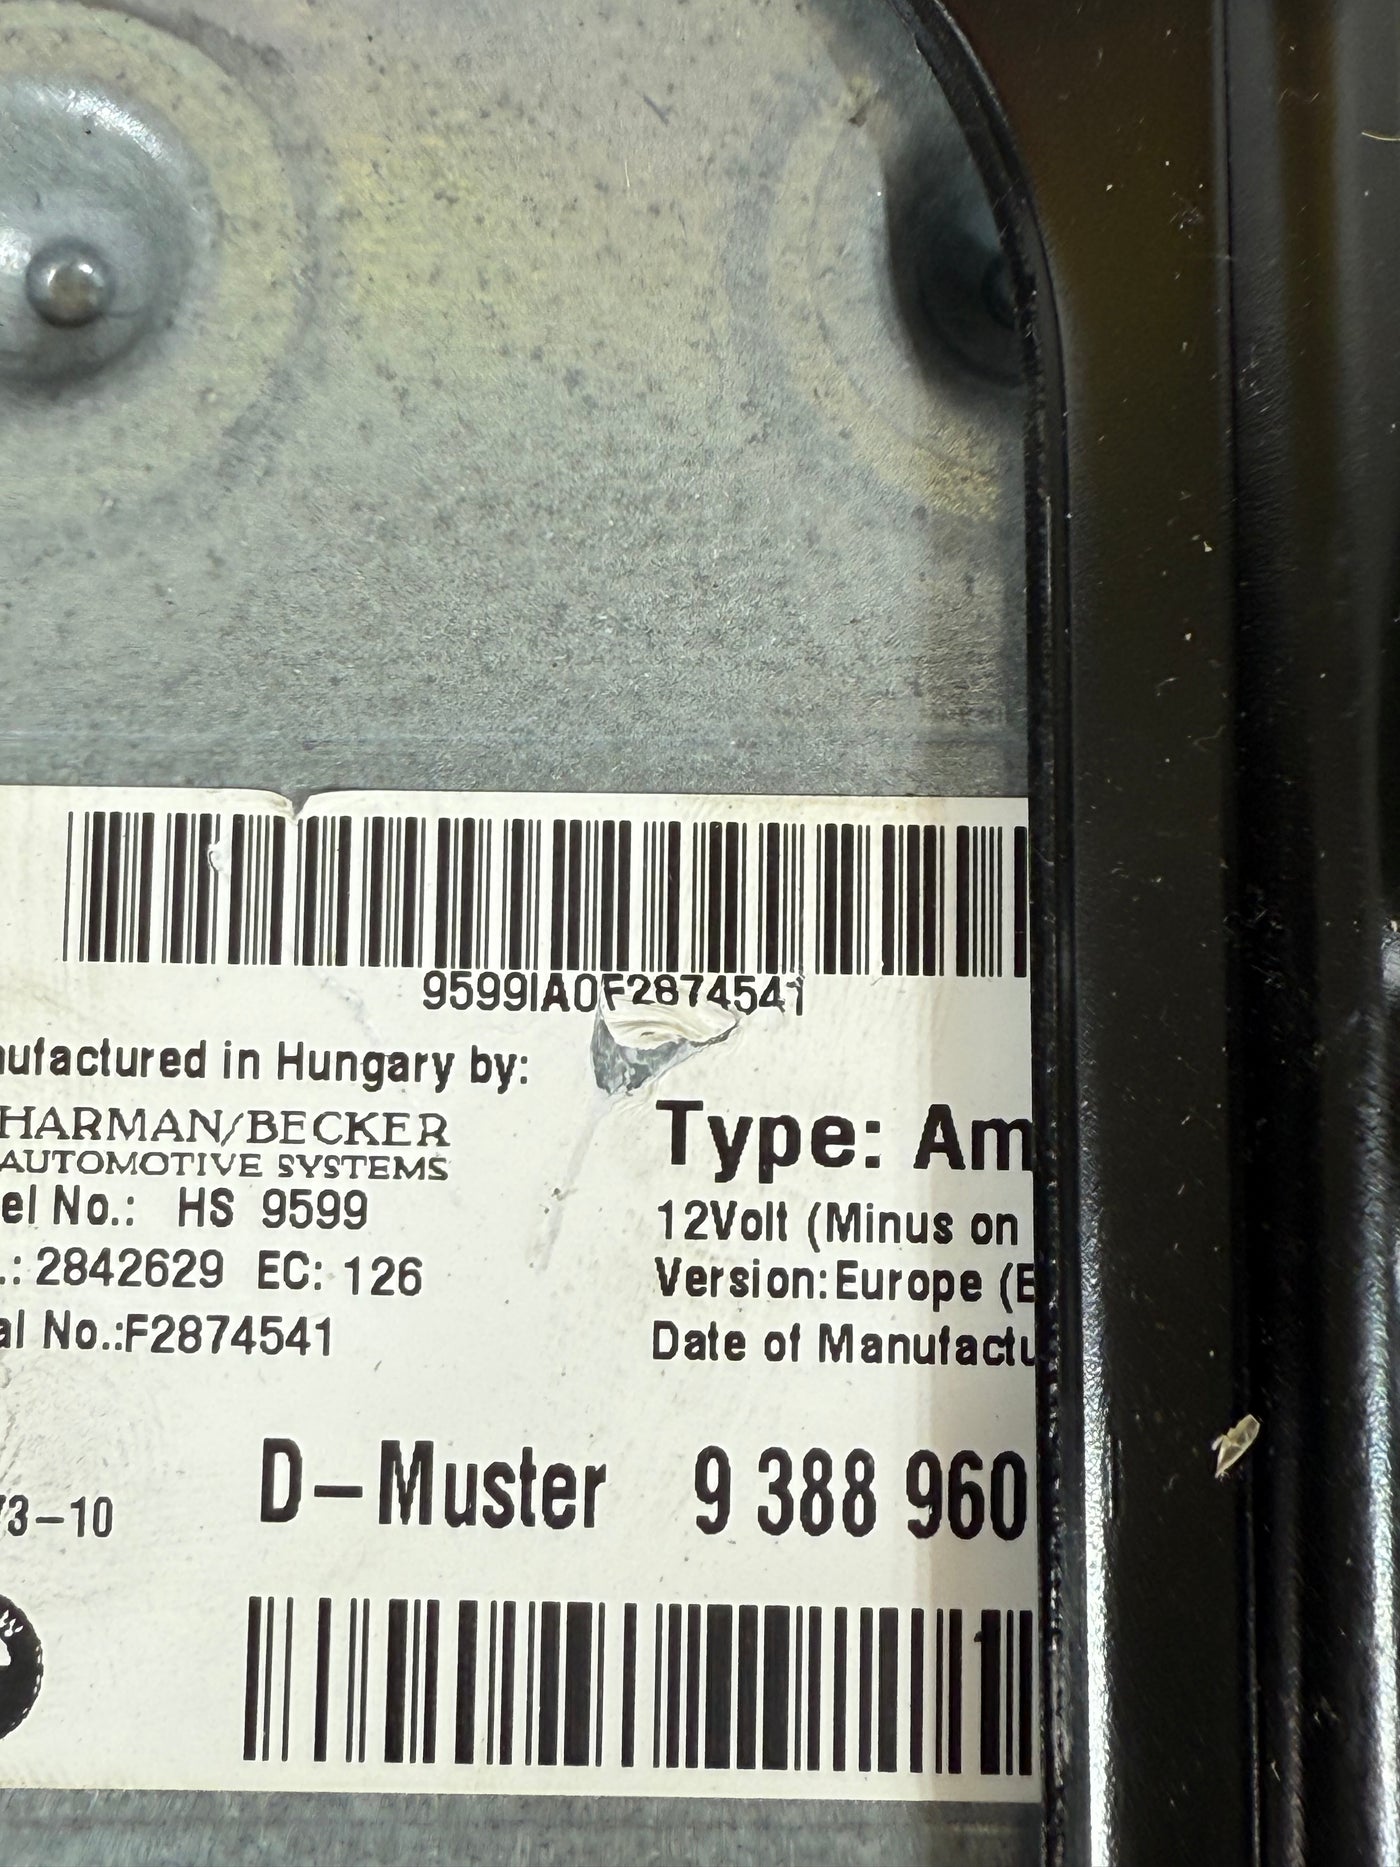 9599IA0F2874541
nufactured in Hungary by:
HARMAN/BECKER
AUTOMOTIVE SYSTEMS
Type: Am
el No.: HS 9599
12Volt (Minus on
.: 2842629 EC: 126
Version:Europe (E
al No.:F2874541
Date of Manufactu
D-Muster 9 388 960
73-10